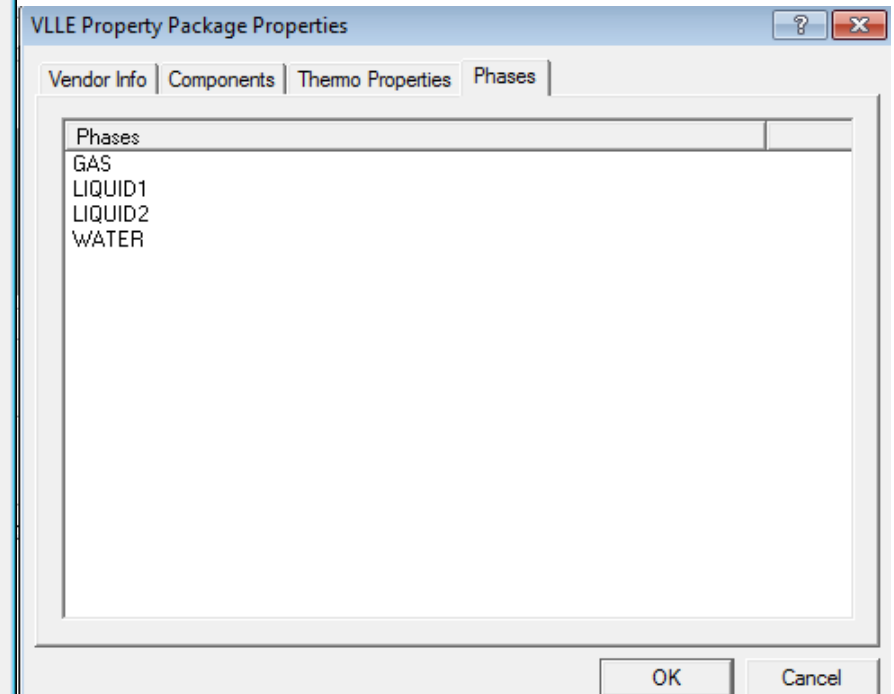 VLLE Property Package Properties
Vendor Info Components Thermo Properties Phases
Phases
GAS
LIQUID1
LIQUID2
WATER
OK Cancel